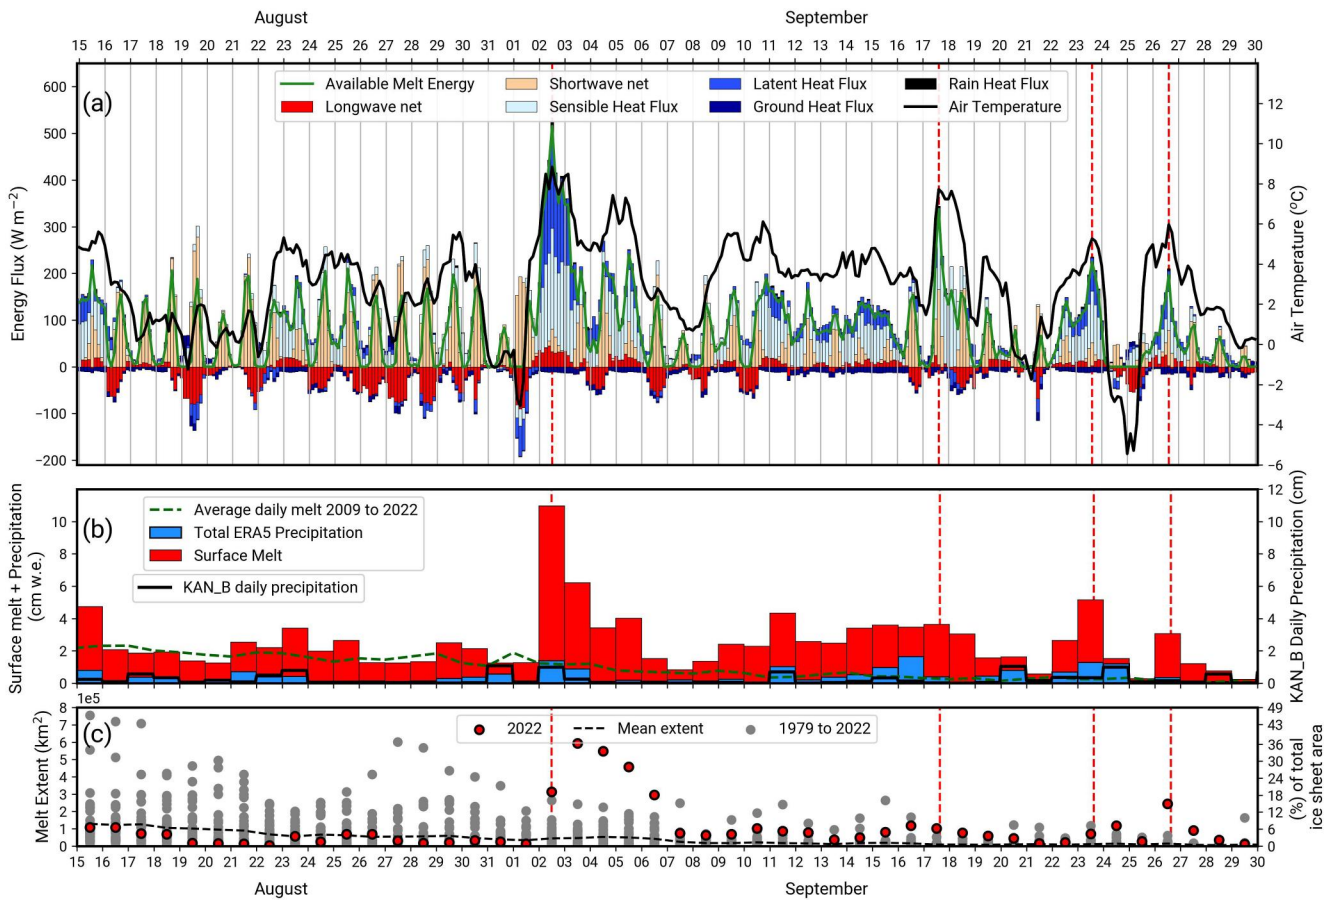 August September
15 16 17 18 19 20 21 22 23 24 25 26 27 28 29 30 31 01 02 03 04 05 06 07 08 09 10 11 12 13 14 15 16 17 18 19 20 21 22 23 24 25 26 27 28 29 30
(a)
Available Melt Energy Shortwave net Latent Heat Flux Rain Heat Flux
Longwave net Sensible Heat Flux Ground Heat Flux Air Temperature
Energy Flux (W m−2)
600
500
400
300
200
100
0
−100
−200
Air Temperature (°C)
12
10
8
6
4
2
0
−2
−4
−6
(b)
Average daily melt 2009 to 2022
Total ERA5 Precipitation
Surface Melt
KAN_B daily precipitation
Surface melt + Precipitation
(cm w.e.)
10
8
6
4
2
0
KAN_B Daily Precipitation (cm)
12
10
8
6
4
2
0
1e5
(c)
2022 Mean extent 1979 to 2022
Melt Extent (km2)
8
7
6
5
4
3
2
1
0
49
43
36
30
24
18
12
6
0
(%) of total
ice sheet area
15 16 17 18 19 20 21 22 23 24 25 26 27 28 29 30 31 01 02 03 04 05 06 07 08 09 10 11 12 13 14 15 16 17 18 19 20 21 22 23 24 25 26 27 28 29 30
August September